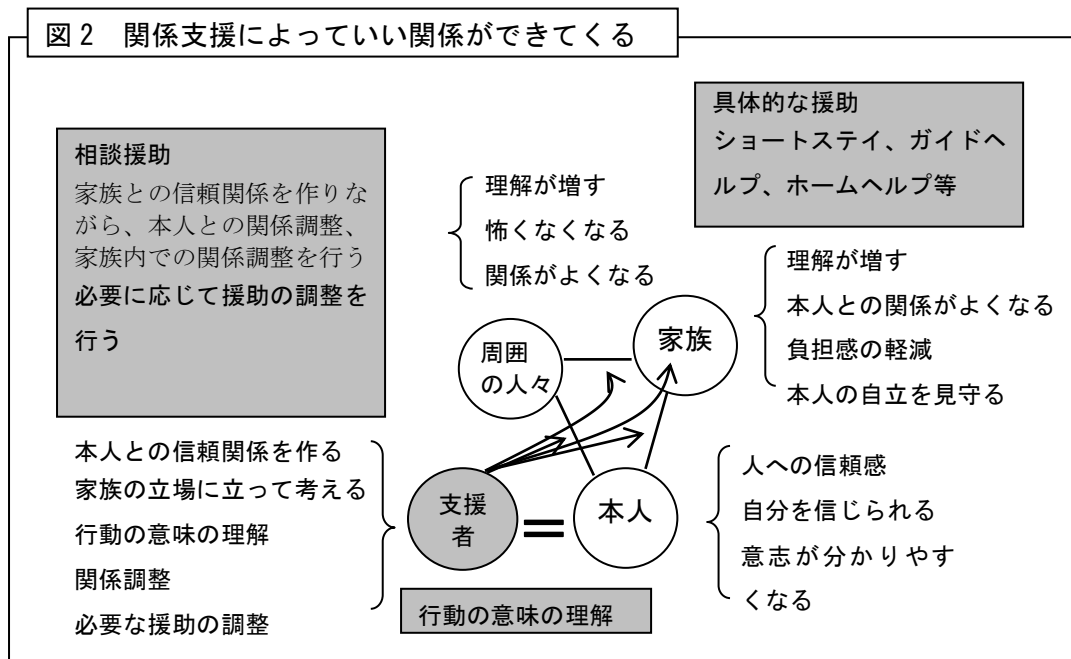 図2 関係支援によっていい関係ができてくる
相談援助
家族との信頼関係を作りな
がら、本人との関係調整、
家族内での関係調整を行う
必要に応じて援助の調整を
行う
具体的な援助
ショートステイ、ガイドヘ
ルプ、ホームヘルプ等
理解が増す
怖くなくなる
関係がよくなる
理解が増す
本人との関係がよくなる
負担感の軽減
本人の自立を見守る
周囲
の人々
家族
本人との信頼関係を作る
家族の立場に立って考える
行動の意味の理解
関係調整
必要な援助の調整
支援
者
=
本人
人への信頼感
自分を信じられる
意志が分かりやす
くなる
行動の意味の理解